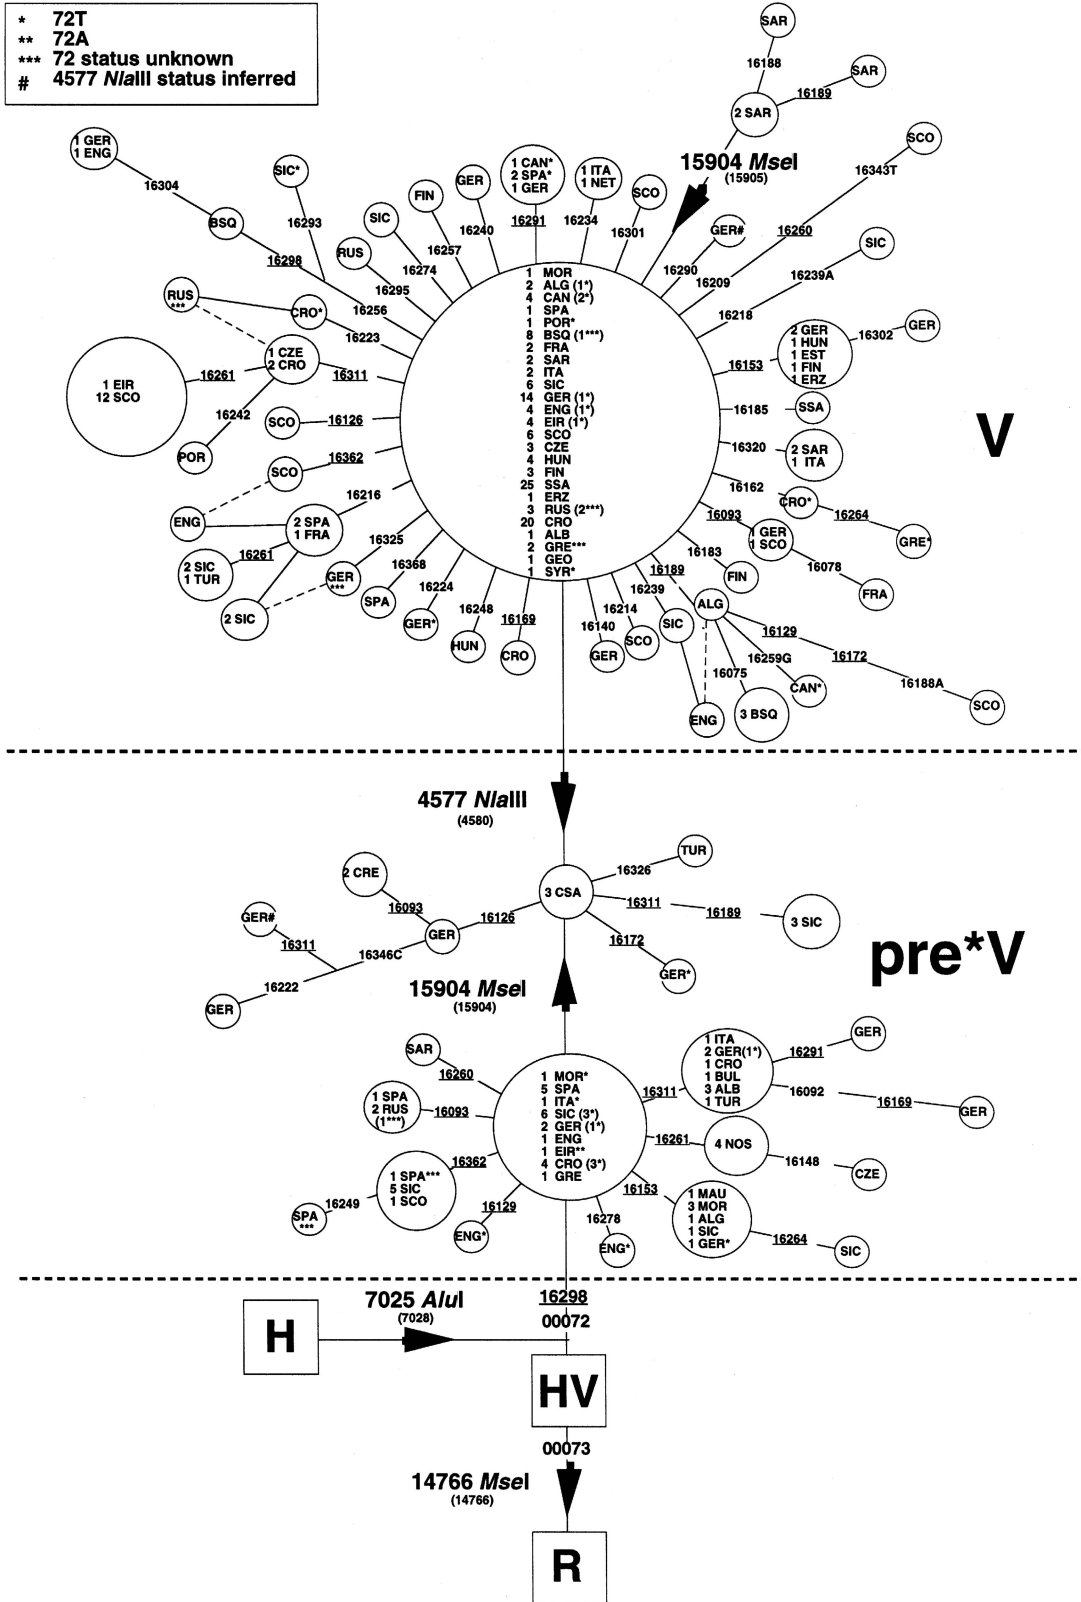 * 72T
** 72A
*** 72 status unknown
# 4577 NlaIII status inferred
SAR
16188
SAR
16189
2 SAR
15904 MseI
(15905)
SCO
16343T
16260
16209
GER#
16290
SIC
16239A
16218
1 GER
1 ENG
16304
BSQ
16298
SIC*
16293
16256
RUS
16295
SIC
16274
FIN
16257
GER
16240
1 CAN*
2 SPA*
1 GER
16291
1 ITA
1 NET
16234
SCO
16301
RUS
***
CRO*
16223
1 CZE
2 CRO
16311
1 EIR
12 SCO
16261
16242
POR
SCO
16126
SCO
16362
ENG
16216
2 SPA
1 FRA
16261
2 SIC
1 TUR
2 SIC
GER
***
16325
SPA
16368
GER*
16224
HUN
16248
CRO
16169
1 MOR
2 ALG (1*)
4 CAN (2*)
1 SPA
1 POR*
8 BSQ (1***)
2 FRA
2 SAR
2 ITA
6 SIC
14 GER (1*)
4 ENG (1*)
4 EIR (1*)
6 SCO
3 CZE
4 HUN
3 FIN
25 SSA
1 ERZ
3 RUS (2***)
20 CRO
1 ALB
2 GRE***
1 GEO
1 SYR*
16153
2 GER
1 HUN
1 EST
1 FIN
1 ERZ
16302
GER
16185
SSA
16320
2 SAR
1 ITA
16162
CRO*
16264
GRE*
16093
1 GER
1 SCO
16078
FRA
16183
FIN
16189
ALG
16129
16172
16188A
SCO
16259G
CAN*
16075
3 BSQ
16239
SIC
ENG
16214
SCO
16140
GER
V
4577 NlaIII
(4580)
3 CSA
16326
TUR
16311
16189
3 SIC
16172
GER*
16126
GER
16093
2 CRE
16346C
16311
GER#
16222
GER
pre*V
15904 MseI
(15904)
1 MOR*
5 SPA
1 ITA*
6 SIC (3*)
2 GER (1*)
1 ENG
1 EIR**
4 CRO (3*)
1 GRE
SAR
16260
1 SPA
2 RUS
(1***)
16093
16362
1 SPA***
5 SIC
1 SCO
16249
SPA
***
16129
ENG*
16278
ENG*
16311
1 ITA
2 GER(1*)
1 CRO
1 BUL
3 ALB
1 TUR
16291
GER
16092
16169
GER
16261
4 NOS
16148
CZE
16153
1 MAU
3 MOR
1 ALG
1 SIC
1 GER*
16264
SIC
16298
00072
7025 AluI
(7028)
H
HV
00073
14766 MseI
(14766)
R